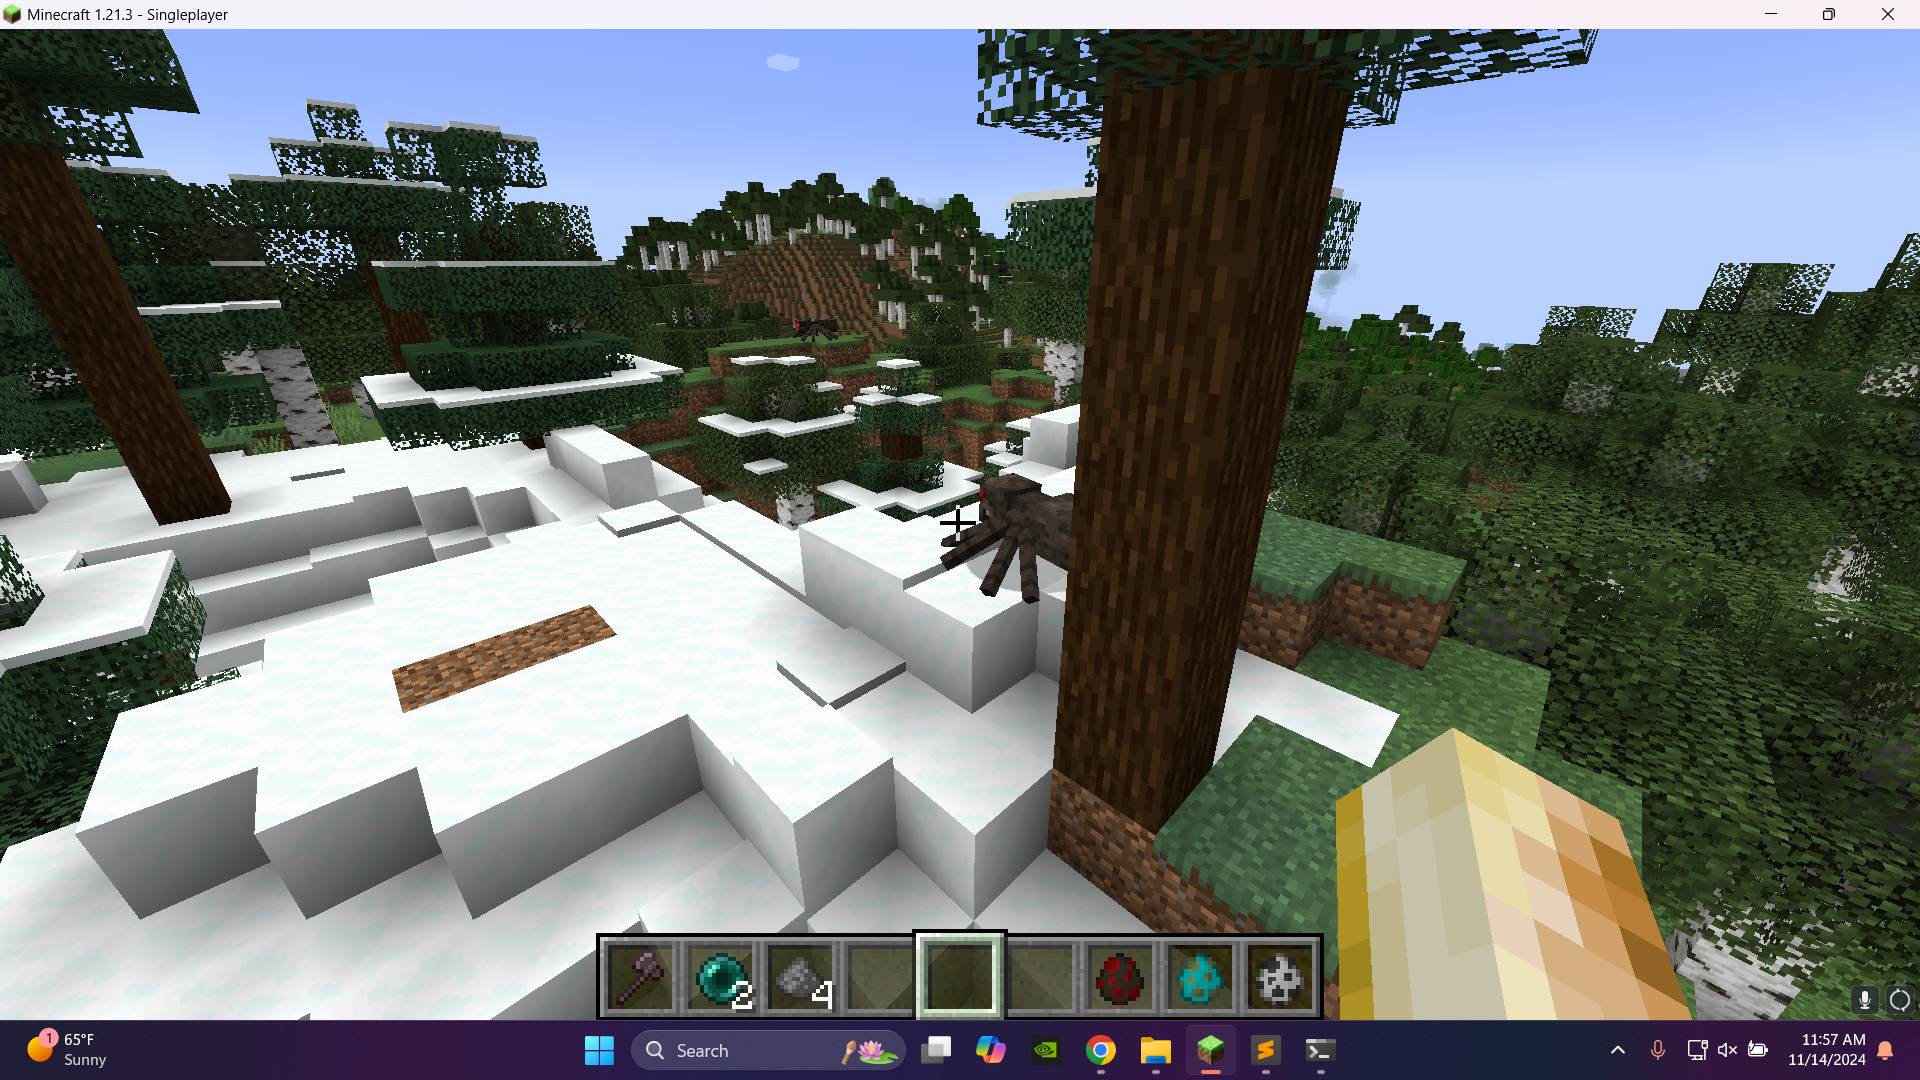 Minecraft 1.21.3 - Singleplayer
2
4
1
65°F
Sunny
Search
11:57 AM
11/14/2024